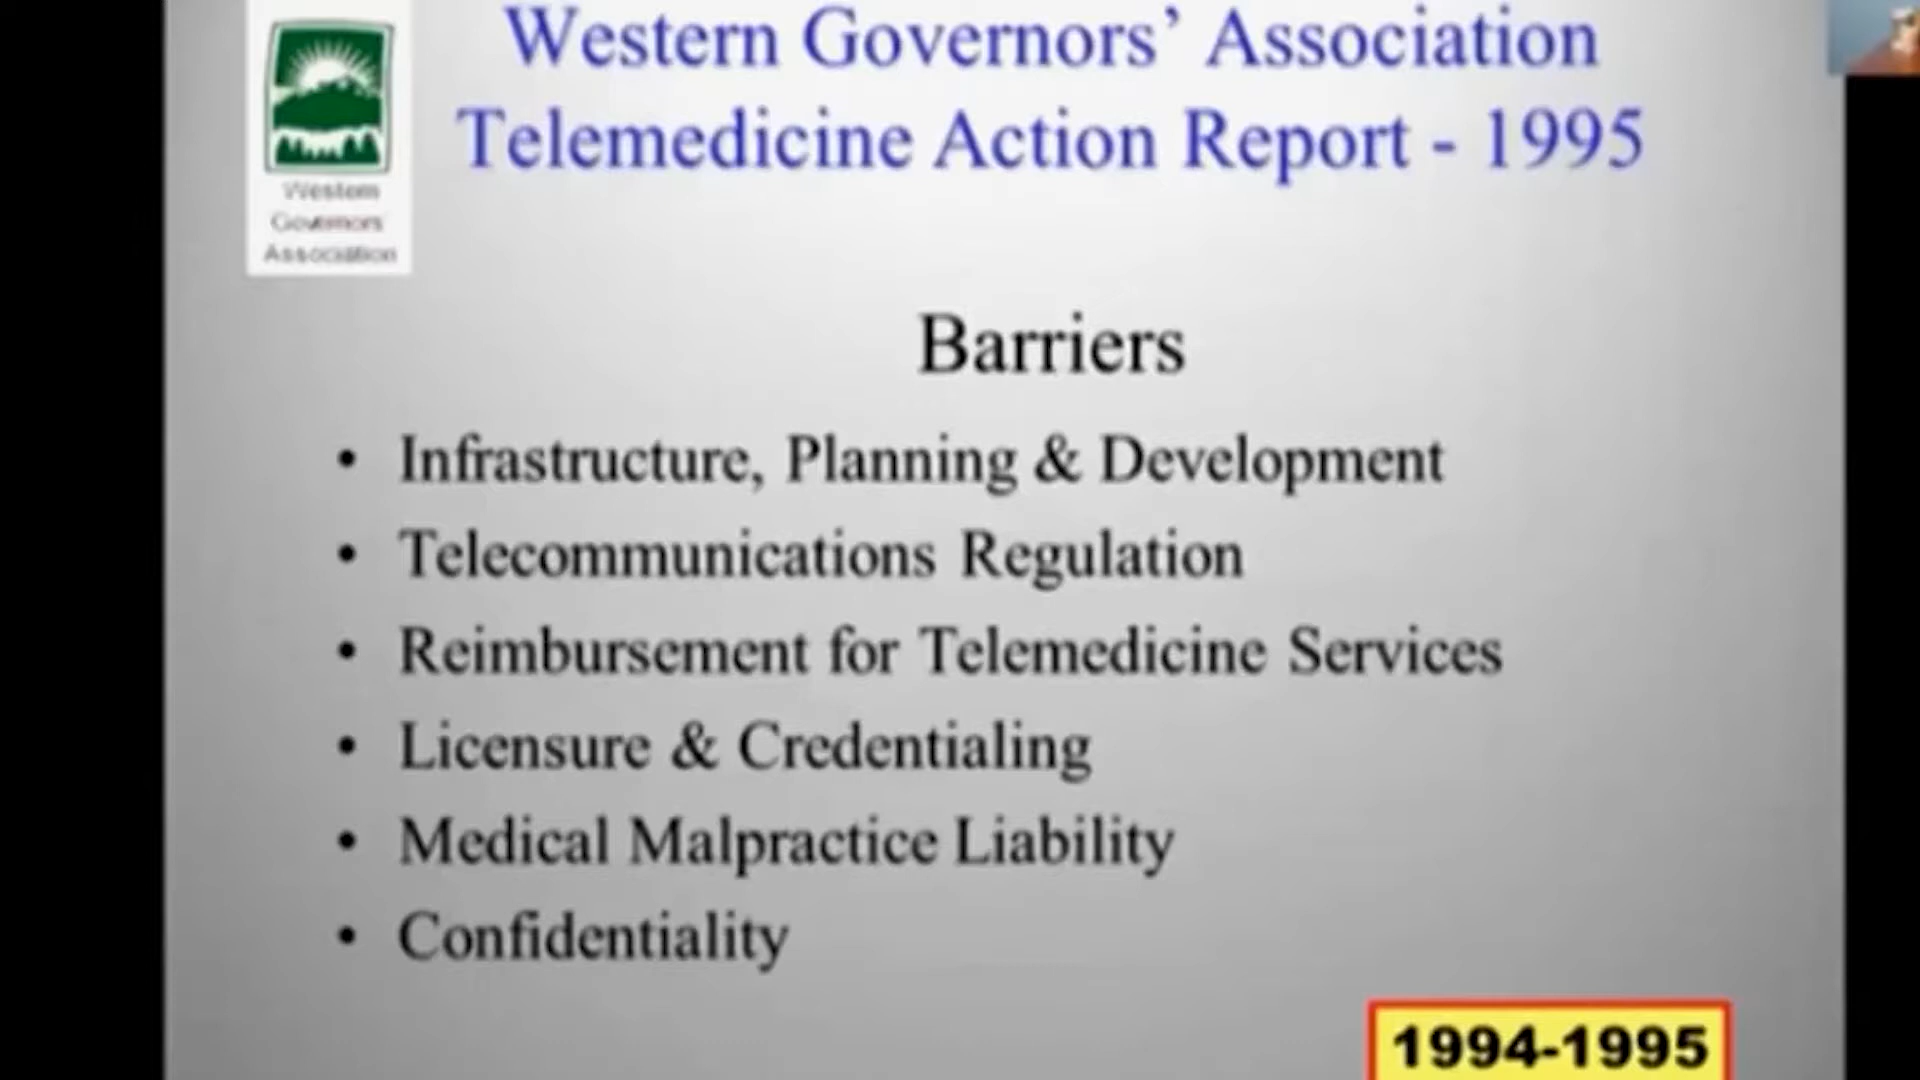 Western Governors’ Association
Telemedicine Action Report - 1995
Western
Governors'
Association
Barriers
• Infrastructure, Planning & Development
• Telecommunications Regulation
• Reimbursement for Telemedicine Services
• Licensure & Credentialing
• Medical Malpractice Liability
• Confidentiality
1994-1995